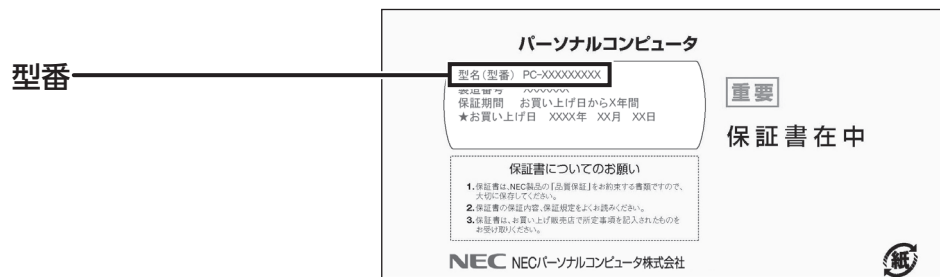 型番
パーソナルコンピュータ
型名(型番) PC-XXXXXXXXX
製造番号 XXXXXXX
保証期間 お買い上げ日からX年間
★お買い上げ日 XXXX年 XX月 XX日
重要
保証書在中
保証書についてのお願い
1.保証書は、NEC製品の『品質保証』をお約束する書類ですので、
大切に保存してください。
2.保証書の保証内容、保証規定をよくお読みください。
3.保証書は、お買い上げ販売店で所定事項を記入されたものを
お受け取りください。
NEC NECパーソナルコンピュータ株式会社
紙